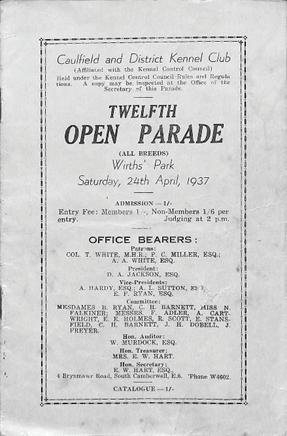 Caulfield and District Kennel Club
(Affiliated with the Kennel Control Council)
Held under the Kennel Control Council Rules and Regula
tions. A copy may be inspected at the Office of the
Secretary of this Parade.
TWELFTH
OPEN PARADE
(ALL BREEDS)
Wirths' Park
Saturday, 24th April, 1937
ADMISSION—1/-
Entry Fee: Members 1/-, Non-Members 1/6 per
entry. Judging at 2 p.m.
OFFICE BEARERS:
Patrons:
COL. T. WHITE, M.H.R.; P. C. MILLER, ESQ.;
A. A. WHITE, ESQ.
President:
D. A. JACKSON, ESQ.
Vice-Presidents:
A. HARDY, ESQ.; A. L. SUTTON, ESQ.;
E. F. RYAN, ESQ.
Committee:
MESDAMES B. RYAN, C. H. BARNETT, MISS N.
FALKINER; MESSRS. F. ADLER, A. CART-
WRIGHT, E. E. HOLMES, R. SCOTT, E. STANS-
FIELD, C. H. BARNETT, J. H. DOBELL, J.
FREYER.
Hon. Auditor:
W. MURDOCK, ESQ.
Hon. Treasurer:
MRS. E. W. HART.
Hon. Secretary:
E. W. HART, ESQ.,
4 Brynmawr Road, South Camberwell, E.6. 'Phone W4602.
CATALOGUE—1/-